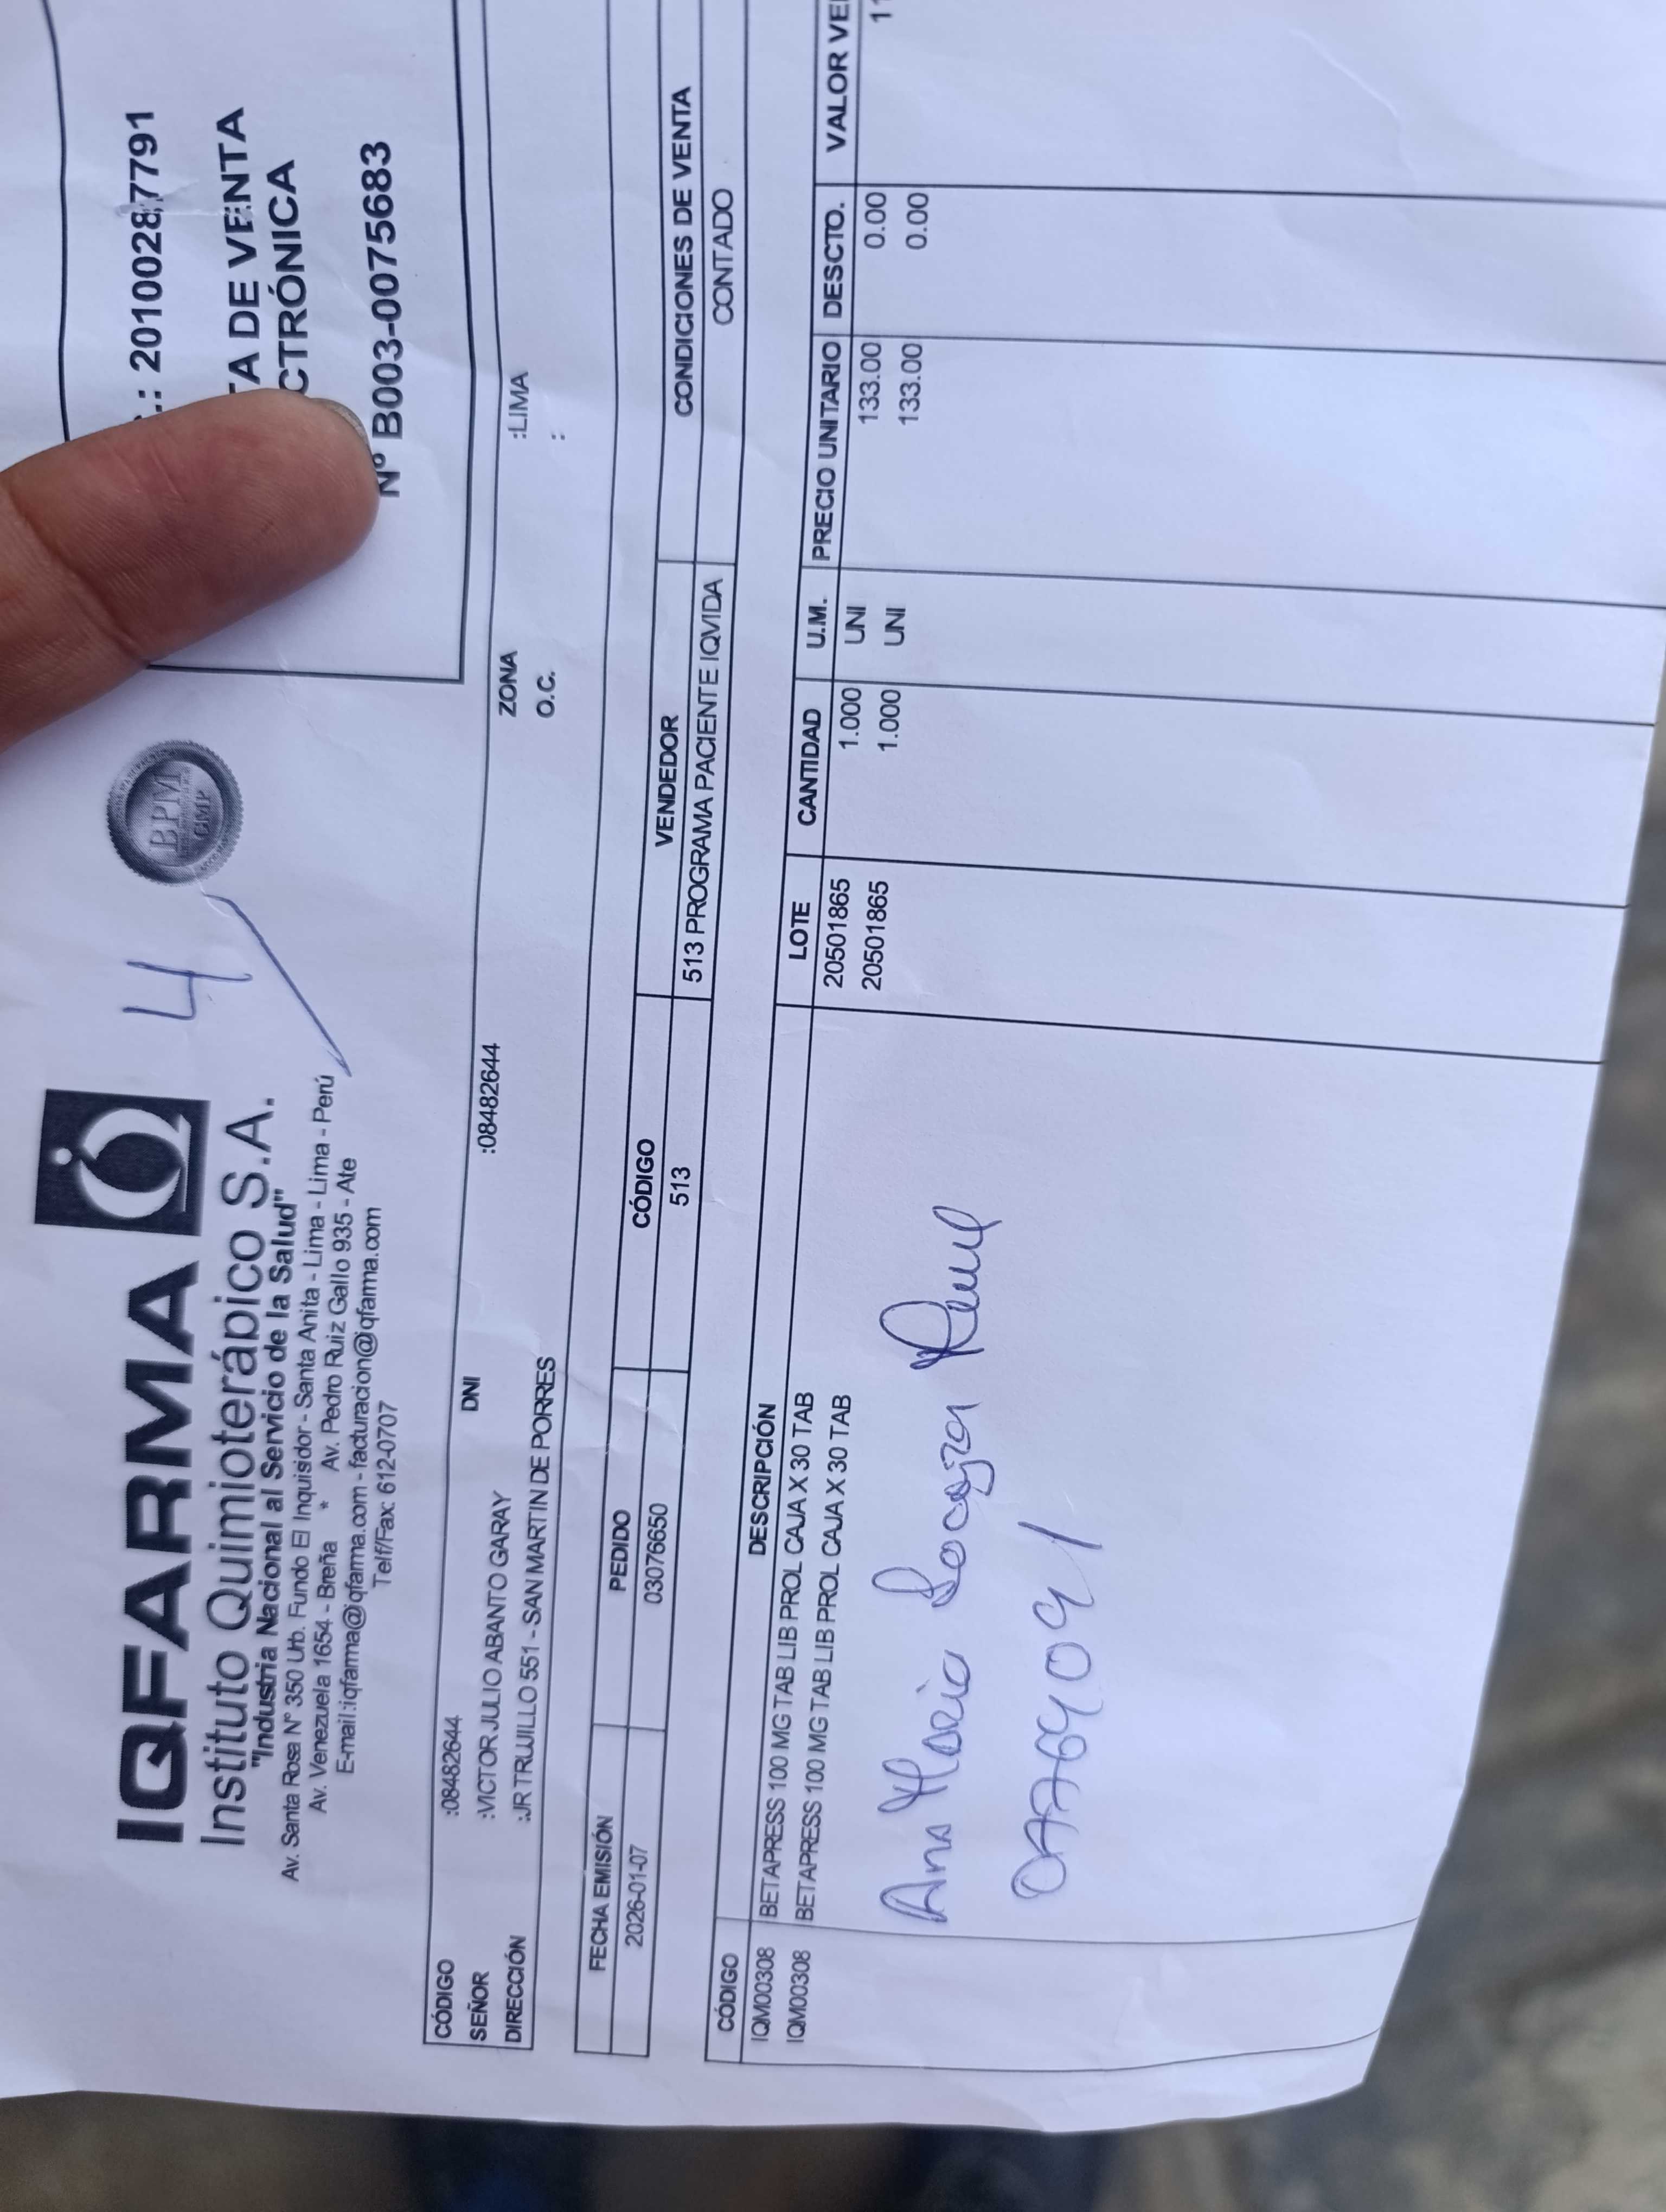 IQFARMA
Instituto Quimioterápico S.A.
"Industria Nacional al Servicio de la Salud"
Av. Santa Rosa N° 350 Urb. Fundo El Inquisidor - Santa Anita - Lima - Lima - Perú
Av. Venezuela 1654 - Breña * Av. Pedro Ruiz Gallo 935 - Ate
E-mail:iqfarma@iqfarma.com - facturacion@iqfarma.com
Telf/Fax: 612-0707
4
BPM
GMP
.: 20100287791
TA DE VENTA
CTRÓNICA
N° B003-0075683
CÓDIGO :08482644 DNI :08482644
SEÑOR :VICTOR JULIO ABANTO GARAY ZONA :LIMA
DIRECCIÓN :JR TRUJILLO 551 - SAN MARTIN DE PORRES O.C. :
FECHA EMISIÓN PEDIDO CÓDIGO VENDEDOR CONDICIONES DE VENTA
2026-01-07 03076650 513 513 PROGRAMA PACIENTE IQVIDA CONTADO
CÓDIGO DESCRIPCIÓN LOTE CANTIDAD U.M. PRECIO UNITARIO DESCTO. VALOR VE
IQM00308 BETAPRESS 100 MG TAB LIB PROL CAJA X 30 TAB 20501865 1.000 UNI 133.00 0.00 11
IQM00308 BETAPRESS 100 MG TAB LIB PROL CAJA X 30 TAB 20501865 1.000 UNI 133.00 0.00
Ana Maria